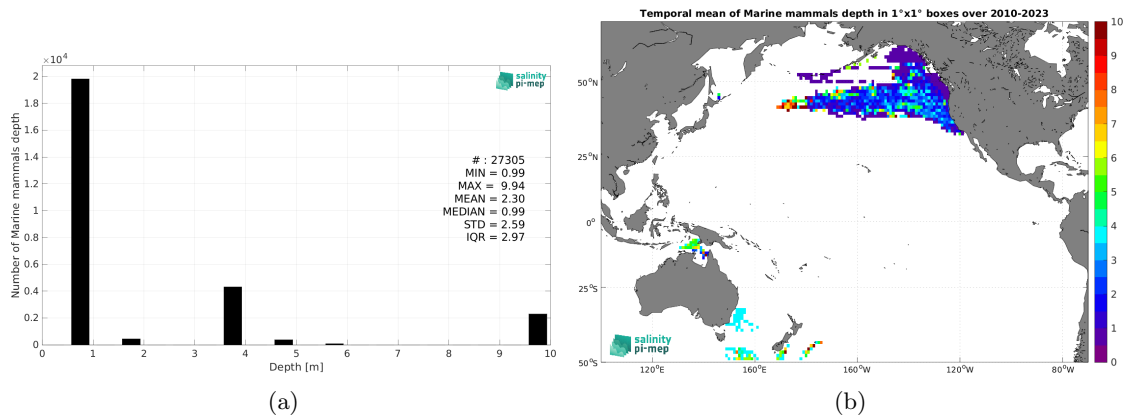 ×10⁴
2
1.8
1.6
1.4
1.2
1
0.8
0.6
0.4
0.2
0
Number of Marine mammals depth
salinity
pi-mep
# : 27305
MIN = 0.99
MAX = 9.94
MEAN = 2.30
MEDIAN = 0.99
STD = 2.59
IQR = 2.97
0 1 2 3 4 5 6 7 8 9 10
Depth [m]
(a)
Temporal mean of Marine mammals depth in 1°x1° boxes over 2010-2023
50°N
25°N
0°
25°S
50°S
salinity
pi-mep
120°E 160°E 160°W 120°W 80°W
10
9
8
7
6
5
4
3
2
1
0
(b)